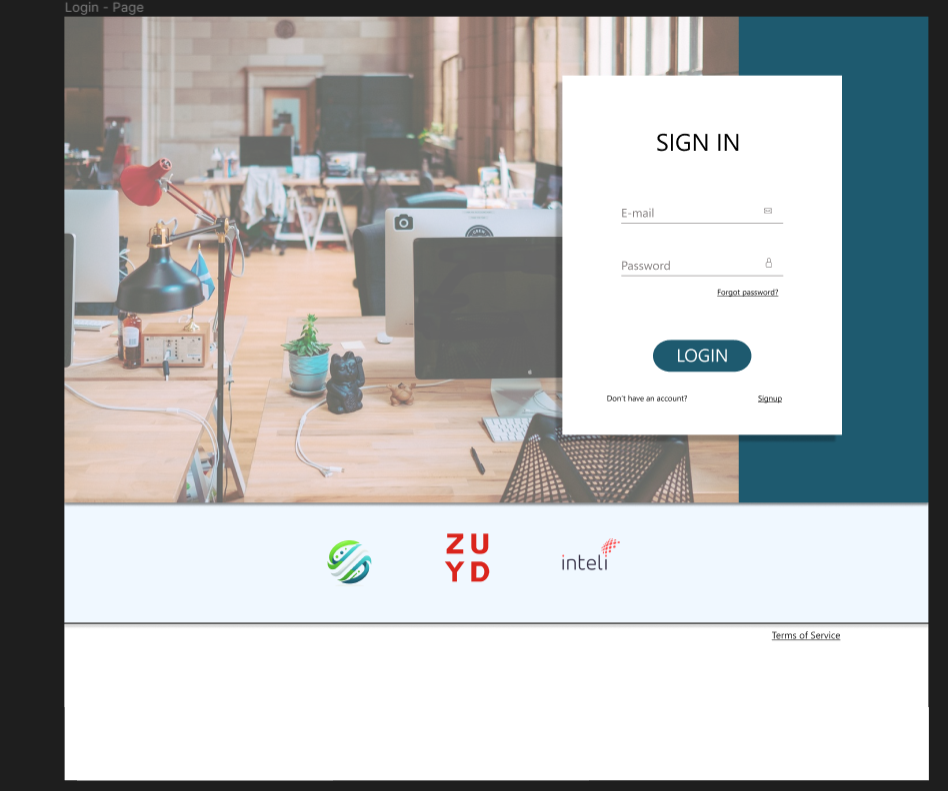 Login - Page
SIGN IN
E-mail
Password
Forgot password?
LOGIN
Don't have an account? Signup
ZU
YD
inteli
Terms of Service